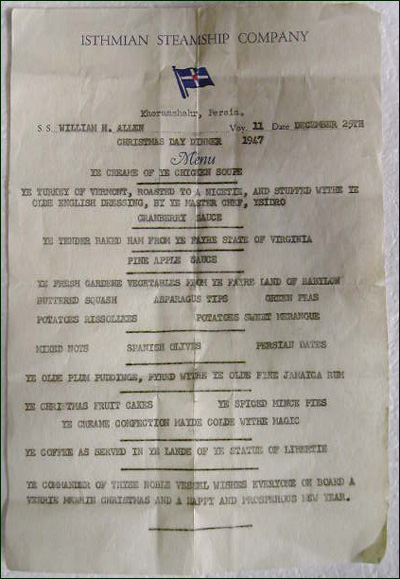 ISTHMIAN STEAMSHIP COMPANY
Khoramshahr, Persia.
S. S. WILLIAM H. ALLEN Voy. 11 Date DECEMBER 25TH
CHRISTMAS DAY DINNER 1947
Menu
YE CREAME OF YE CHICKEN SOUPE
YE TURKEY OF VERMONT, ROASTED TO A NICETIE, AND STUFFED WYTHE YE
OLDE ENGLISH DRESSING, BY YE MASTER CHEF, YSIDRO
CRANBERRY SAUCE
YE TENDER BAKED HAM FROM YE FAYRE STATE OF VIRGINIA
PINE APPLE SAUCE
YE FRESH GARDENE VEGETABLES FROM YE FAYRE LAND OF BABYLON
BUTTERED SQUASH ASPARAGUS TIPS GREEN PEAS
POTATOES RISSOLLEES POTATOES SWEET MERANGUE
MIXED NUTS SPANISH OLIVES PERSIAN DATES
YE OLDE PLUM PUDDINGE, FYRED WYTHE YE OLDE FINE JAMAICA RUM
YE CHRISTMAS FRUIT CAKES YE SPICED MINCE PIES
YE CREAME CONFECTION MAYDE COLDE WYTHE MAGIC
YE COFFEE AS SERVED IN YE LANDE OF YE STATUE OF LIBERTIE
YE COMMANDER OF THYSE NOBLE VESSEL WISHES EVERYONE ON BOARD A
VERRIE MERRIE CHRISTMAS AND A HAPPY AND PROSPEROUS NEW YEAR.